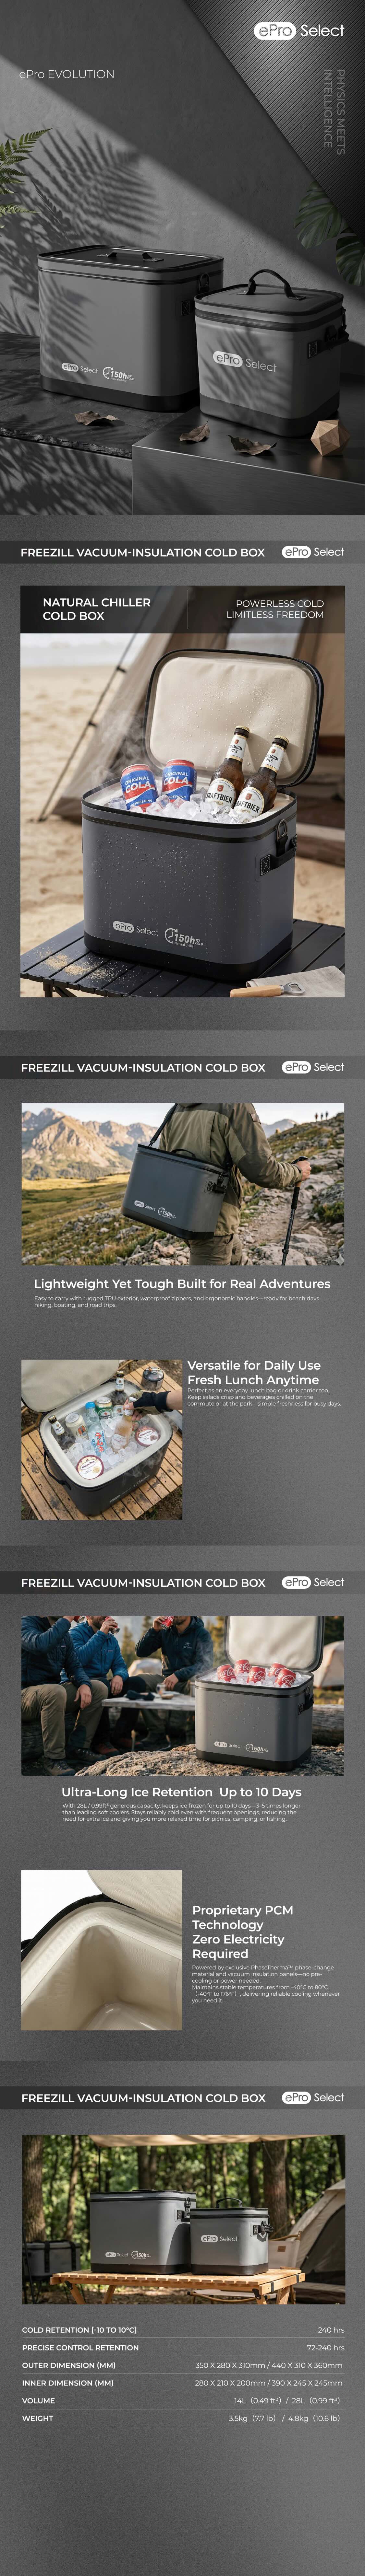 ePro Select
ePro EVOLUTION
PHYSICS MEETS
INTELLIGENCE
ePro Select 150h
ePro Select
FREEZILL VACUUM-INSULATION COLD BOX ePro Select
NATURAL CHILLER
COLD BOX
POWERLESS COLD
LIMITLESS FREEDOM
ORIGINAL
COLA
ORIGINAL
COLA
CRAFTBIER
ePro Select 150h
FREEZILL VACUUM-INSULATION COLD BOX ePro Select
ePro Select
Lightweight Yet Tough Built for Real Adventures
Easy to carry with rugged TPU exterior, waterproof zippers, and ergonomic handles—ready for beach days
hiking, boating, and road trips.
Versatile for Daily Use
Fresh Lunch Anytime
Perfect as an everyday lunch bag or drink carrier too.
Keep salads crisp and beverages chilled on the
commute or at the park—simple freshness for busy days.
FREEZILL VACUUM-INSULATION COLD BOX ePro Select
ePro Select
Ultra-Long Ice Retention Up to 10 Days
With 28L / 0.99ft³ generous capacity, keeps ice frozen for up to 10 days—3-5 times longer
than leading soft coolers. Stays reliably cold even with frequent openings, reducing the
need for extra ice and giving you more relaxed time for picnics, camping, or fishing.
Proprietary PCM
Technology
Zero Electricity
Required
Powered by exclusive PhaseTherma™ phase-change
material and vacuum insulation panels—no pre-
cooling or power needed.
Maintains stable temperatures from -40°C to 80°C
(-40°F to 176°F), delivering reliable cooling whenever
you need it.
FREEZILL VACUUM-INSULATION COLD BOX ePro Select
ePro Select
ePro Select
COLD RETENTION [-10 TO 10°C] 240 hrs
PRECISE CONTROL RETENTION 72-240 hrs
OUTER DIMENSION (MM) 350 X 280 X 310mm / 440 X 310 X 360mm
INNER DIMENSION (MM) 280 X 210 X 200mm / 390 X 245 X 245mm
VOLUME 14L (0.49 ft³) / 28L (0.99 ft³)
WEIGHT 3.5kg (7.7 lb) / 4.8kg (10.6 lb)